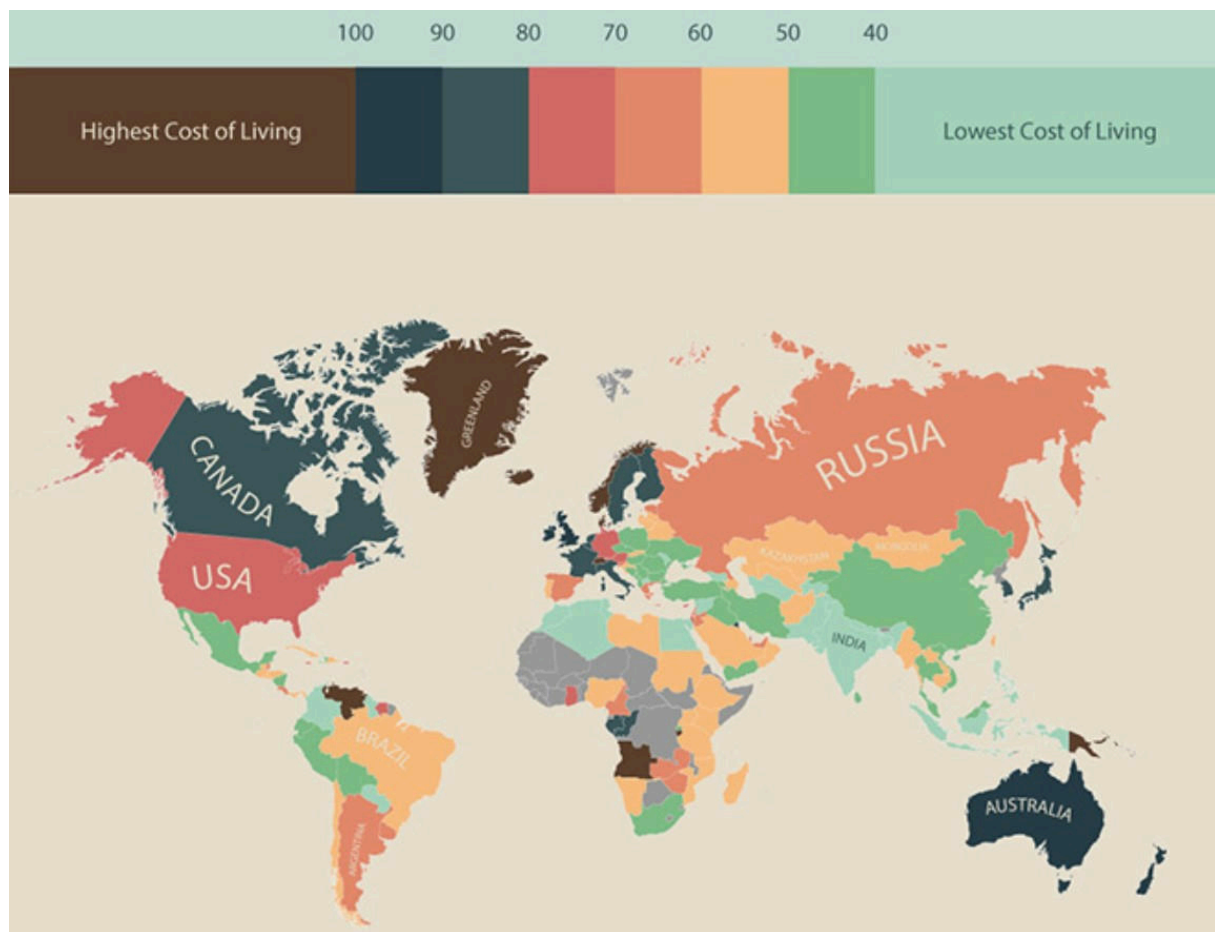 100 90 80 70 60 50 40
Highest Cost of Living
Lowest Cost of Living
GREENLAND
CANADA
RUSSIA
USA
KAZAKHSTAN
MONGOLIA
INDIA
BRAZIL
AUSTRALIA
ARGENTINA